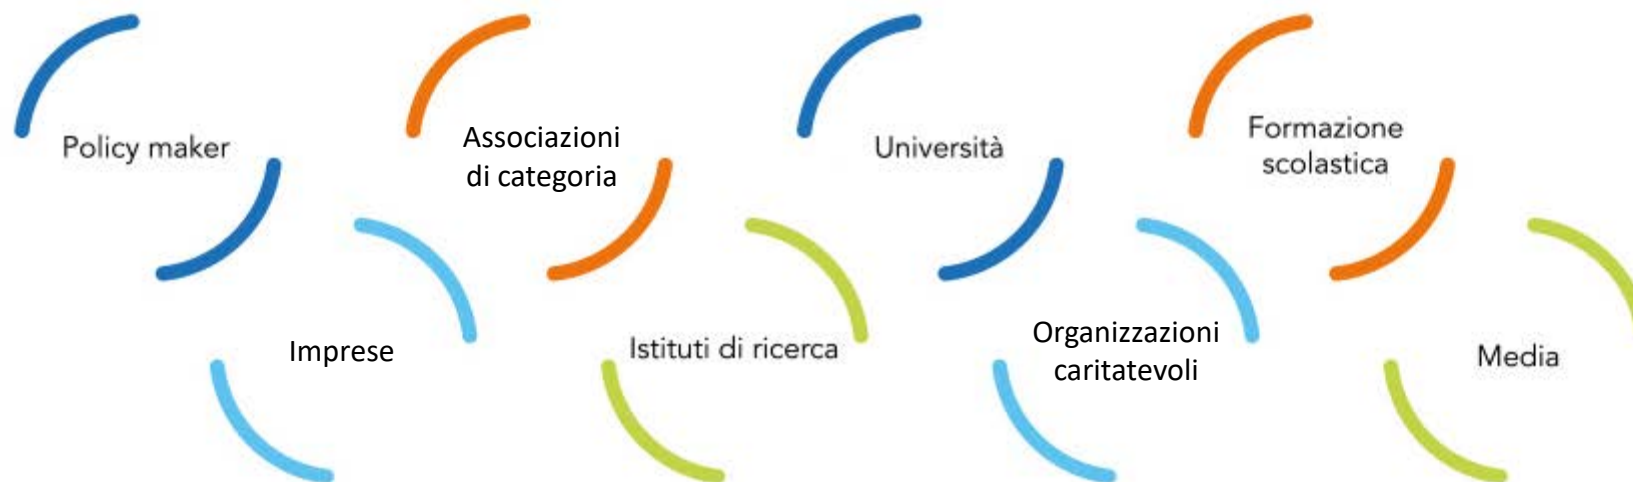 Policy maker
Associazioni
di categoria
Università
Formazione
scolastica
Imprese
Istituti di ricerca
Organizzazioni
caritatevoli
Media